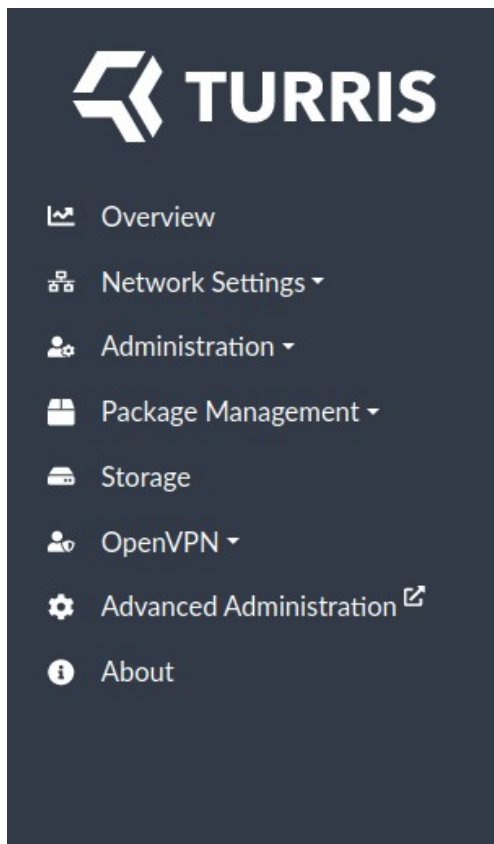 TURRIS
Overview
Network Settings
Administration
Package Management
Storage
OpenVPN
Advanced Administration
About